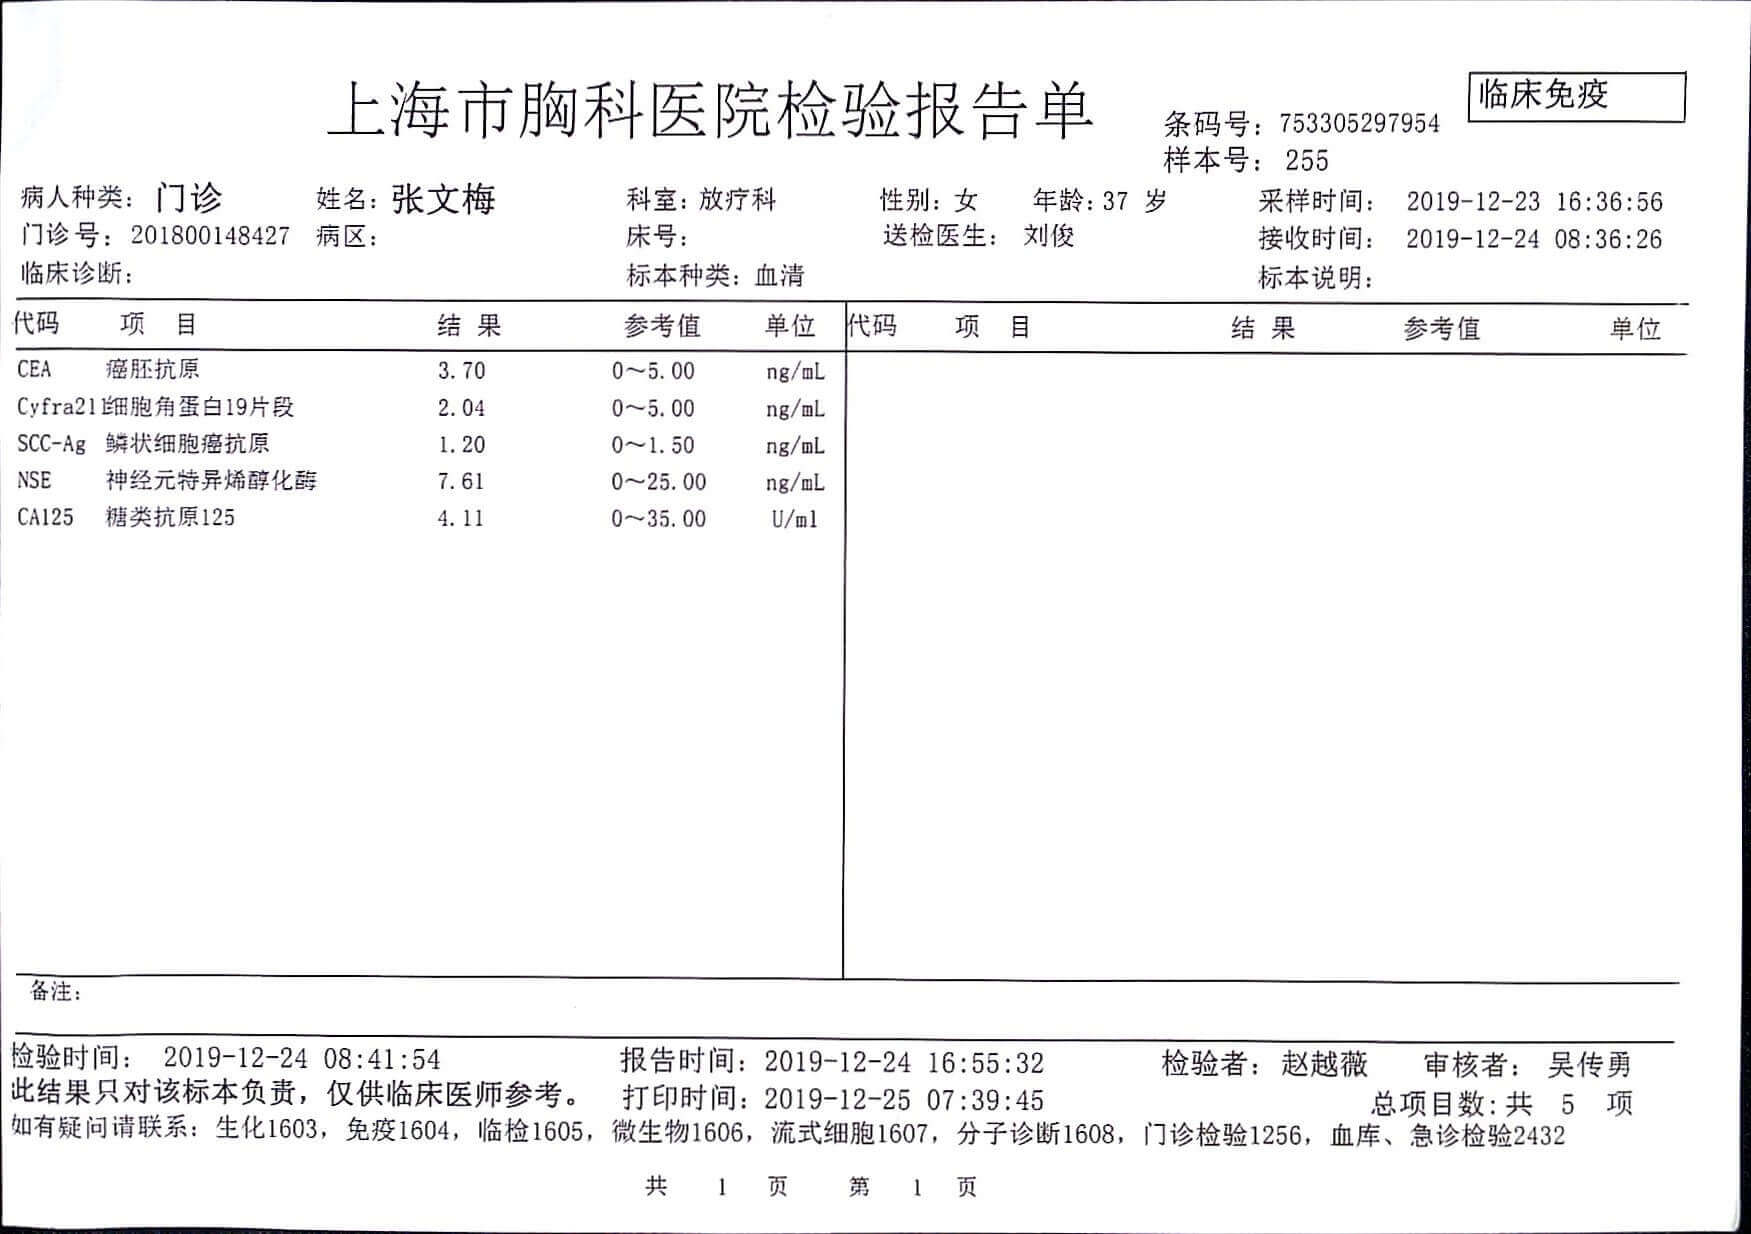 上海市胸科医院检验报告单
临床免疫
条码号：753305297954
样本号：255
病人种类：门诊 姓名：张文梅 科室：放疗科 性别：女 年龄：37 岁 采样时间： 2019-12-23 16:36:56
门诊号：201800148427 病区： 床号： 送检医生： 刘俊 接收时间： 2019-12-24 08:36:26
临床诊断： 标本种类：血清 标本说明：
代码 项 目 结 果 参考值 单位 代码 项 目 结 果 参考值 单位
CEA 癌胚抗原 3.70 0～5.00 ng/mL
Cyfra211细胞角蛋白19片段 2.04 0～5.00 ng/mL
SCC-Ag 鳞状细胞癌抗原 1.20 0～1.50 ng/mL
NSE 神经元特异烯醇化酶 7.61 0～25.00 ng/mL
CA125 糖类抗原125 4.11 0～35.00 U/ml
备注：
检验时间： 2019-12-24 08:41:54 报告时间：2019-12-24 16:55:32 检验者：赵越薇 审核者：吴传勇
此结果只对该标本负责，仅供临床医师参考。 打印时间：2019-12-25 07:39:45 总项目数：共 5 项
如有疑问请联系：生化1603，免疫1604，临检1605，微生物1606，流式细胞1607，分子诊断1608，门诊检验1256，血库、急诊检验2432
共 1 页 第 1 页